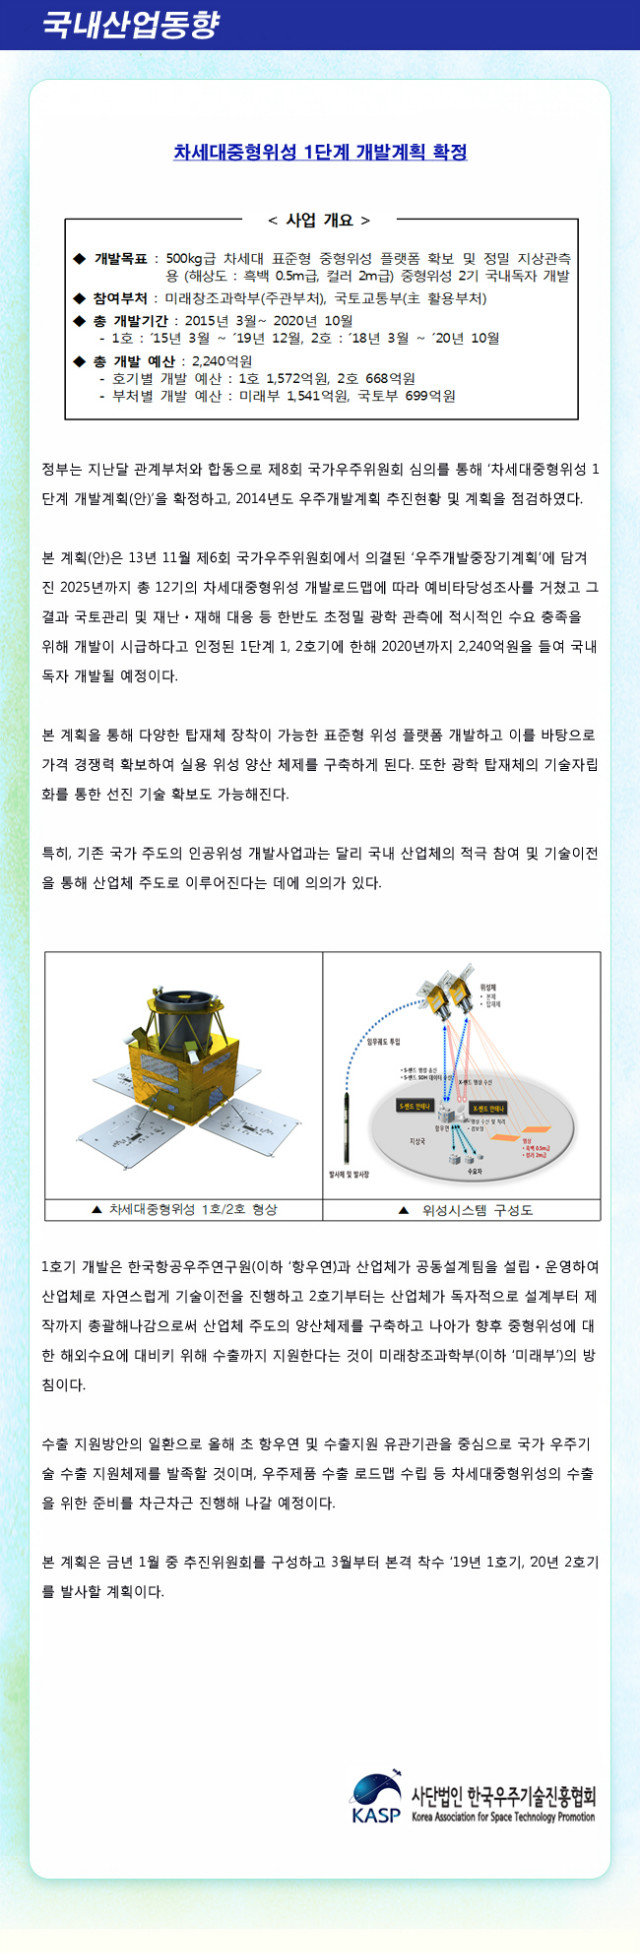 국내산업동향
차세대중형위성 1단계 개발계획 확정
< 사업 개요 >
◆ 개발목표 : 500kg급 차세대 표준형 중형위성 플랫폼 확보 및 정밀 지상관측
용 (해상도 : 흑백 0.5m급, 컬러 2m급) 중형위성 2기 국내독자 개발
◆ 참여부처 : 미래창조과학부(주관부처), 국토교통부(主 활용부처)
◆ 총 개발기간 : 2015년 3월~ 2020년 10월
- 1호 : ‘15년 3월 ~ ’19년 12월, 2호 : ‘18년 3월 ~ ’20년 10월
◆ 총 개발 예산 : 2,240억원
- 호기별 개발 예산 : 1호 1,572억원, 2호 668억원
- 부처별 개발 예산 : 미래부 1,541억원, 국토부 699억원
정부는 지난달 관계부처와 합동으로 제8회 국가우주위원회 심의를 통해 ‘차세대중형위성 1
단계 개발계획(안)’을 확정하고, 2014년도 우주개발계획 추진현황 및 계획을 점검하였다.
본 계획(안)은 13년 11월 제6회 국가우주위원회에서 의결된 ‘우주개발중장기계획’에 담겨
진 2025년까지 총 12기의 차세대중형위성 개발로드맵에 따라 예비타당성조사를 거쳤고 그
결과 국토관리 및 재난・재해 대응 등 한반도 초정밀 광학 관측에 적시적인 수요 충족을
위해 개발이 시급하다고 인정된 1단계 1, 2호기에 한해 2020년까지 2,240억원을 들여 국내
독자 개발될 예정이다.
본 계획을 통해 다양한 탑재체 장착이 가능한 표준형 위성 플랫폼 개발하고 이를 바탕으로
가격 경쟁력 확보하여 실용 위성 양산 체제를 구축하게 된다. 또한 광학 탑재체의 기술자립
화를 통한 선진 기술 확보도 가능해진다.
특히, 기존 국가 주도의 인공위성 개발사업과는 달리 국내 산업체의 적극 참여 및 기술이전
을 통해 산업체 주도로 이루어진다는 데에 의의가 있다.
위성체
• 본체
• 탑재체
임무궤도 투입
• S-밴드 명령 송신
• S-밴드 SOH 데이터 수신
X-밴드 영상 수신
S-밴드 안테나
X-밴드 안테나
항우연
지상국
수요자
영상
• 흑백 0.5m급
• 컬러 2m급
발사체 및 발사장
▲ 차세대중형위성 1호/2호 형상
▲ 위성시스템 구성도
1호기 개발은 한국항공우주연구원(이하 ‘항우연)과 산업체가 공동설계팀을 설립・운영하여
산업체로 자연스럽게 기술이전을 진행하고 2호기부터는 산업체가 독자적으로 설계부터 제
작까지 총괄해나감으로써 산업체 주도의 양산체제를 구축하고 나아가 향후 중형위성에 대
한 해외수요에 대비키 위해 수출까지 지원한다는 것이 미래창조과학부(이하 ‘미래부’)의 방
침이다.
수출 지원방안의 일환으로 올해 초 항우연 및 수출지원 유관기관을 중심으로 국가 우주기
술 수출 지원체제를 발족할 것이며, 우주제품 수출 로드맵 수립 등 차세대중형위성의 수출
을 위한 준비를 차근차근 진행해 나갈 예정이다.
본 계획은 금년 1월 중 추진위원회를 구성하고 3월부터 본격 착수 ‘19년 1호기, ‘20년 2호기
를 발사할 계획이다.
KASP
사단법인 한국우주기술진흥협회
Korea Association for Space Technology Promotion